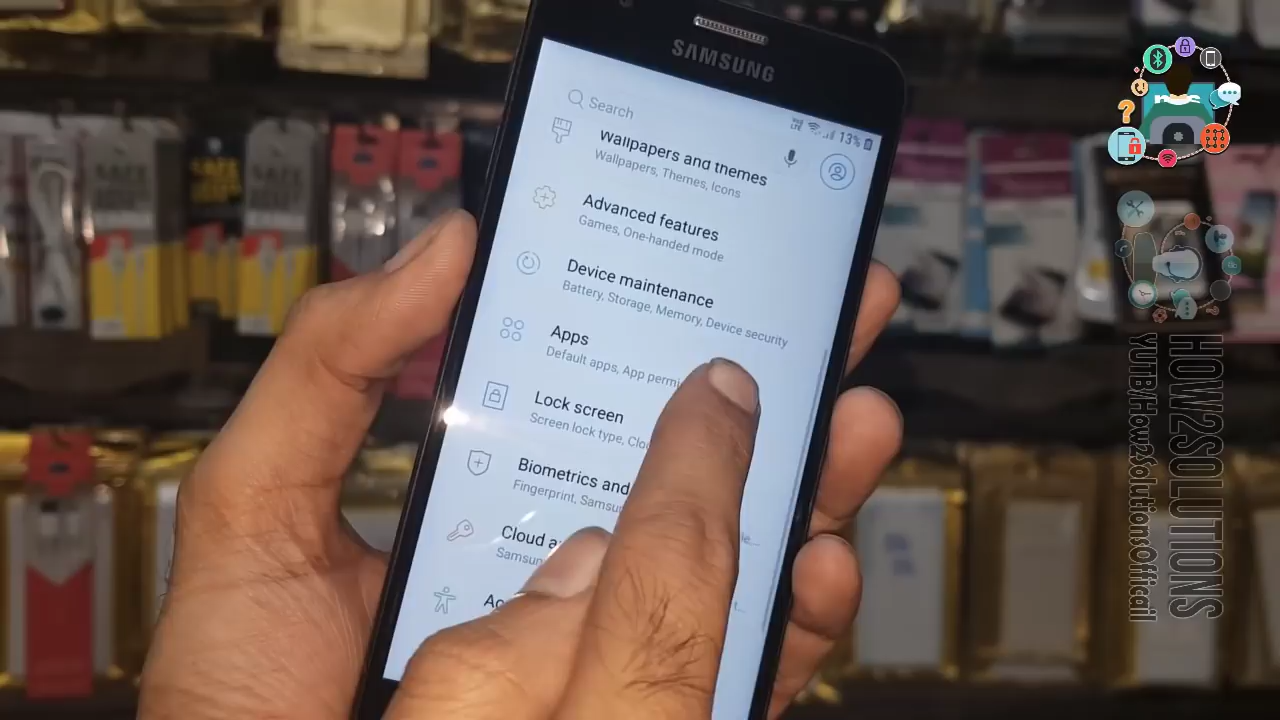 SAMSUNG
13%
Search
Wallpapers and themes
Wallpapers, Themes, Icons
Advanced features
Games, One-handed mode
Device maintenance
Battery, Storage, Memory, Device security
Apps
Default apps, App permi
Lock screen
Screen lock type, Clo
Biometrics and
Fingerprint, Samsu
Cloud a
Samsun
Ac
HOW2SOLUTIONS
YUTB/How2SolutionsOffcail